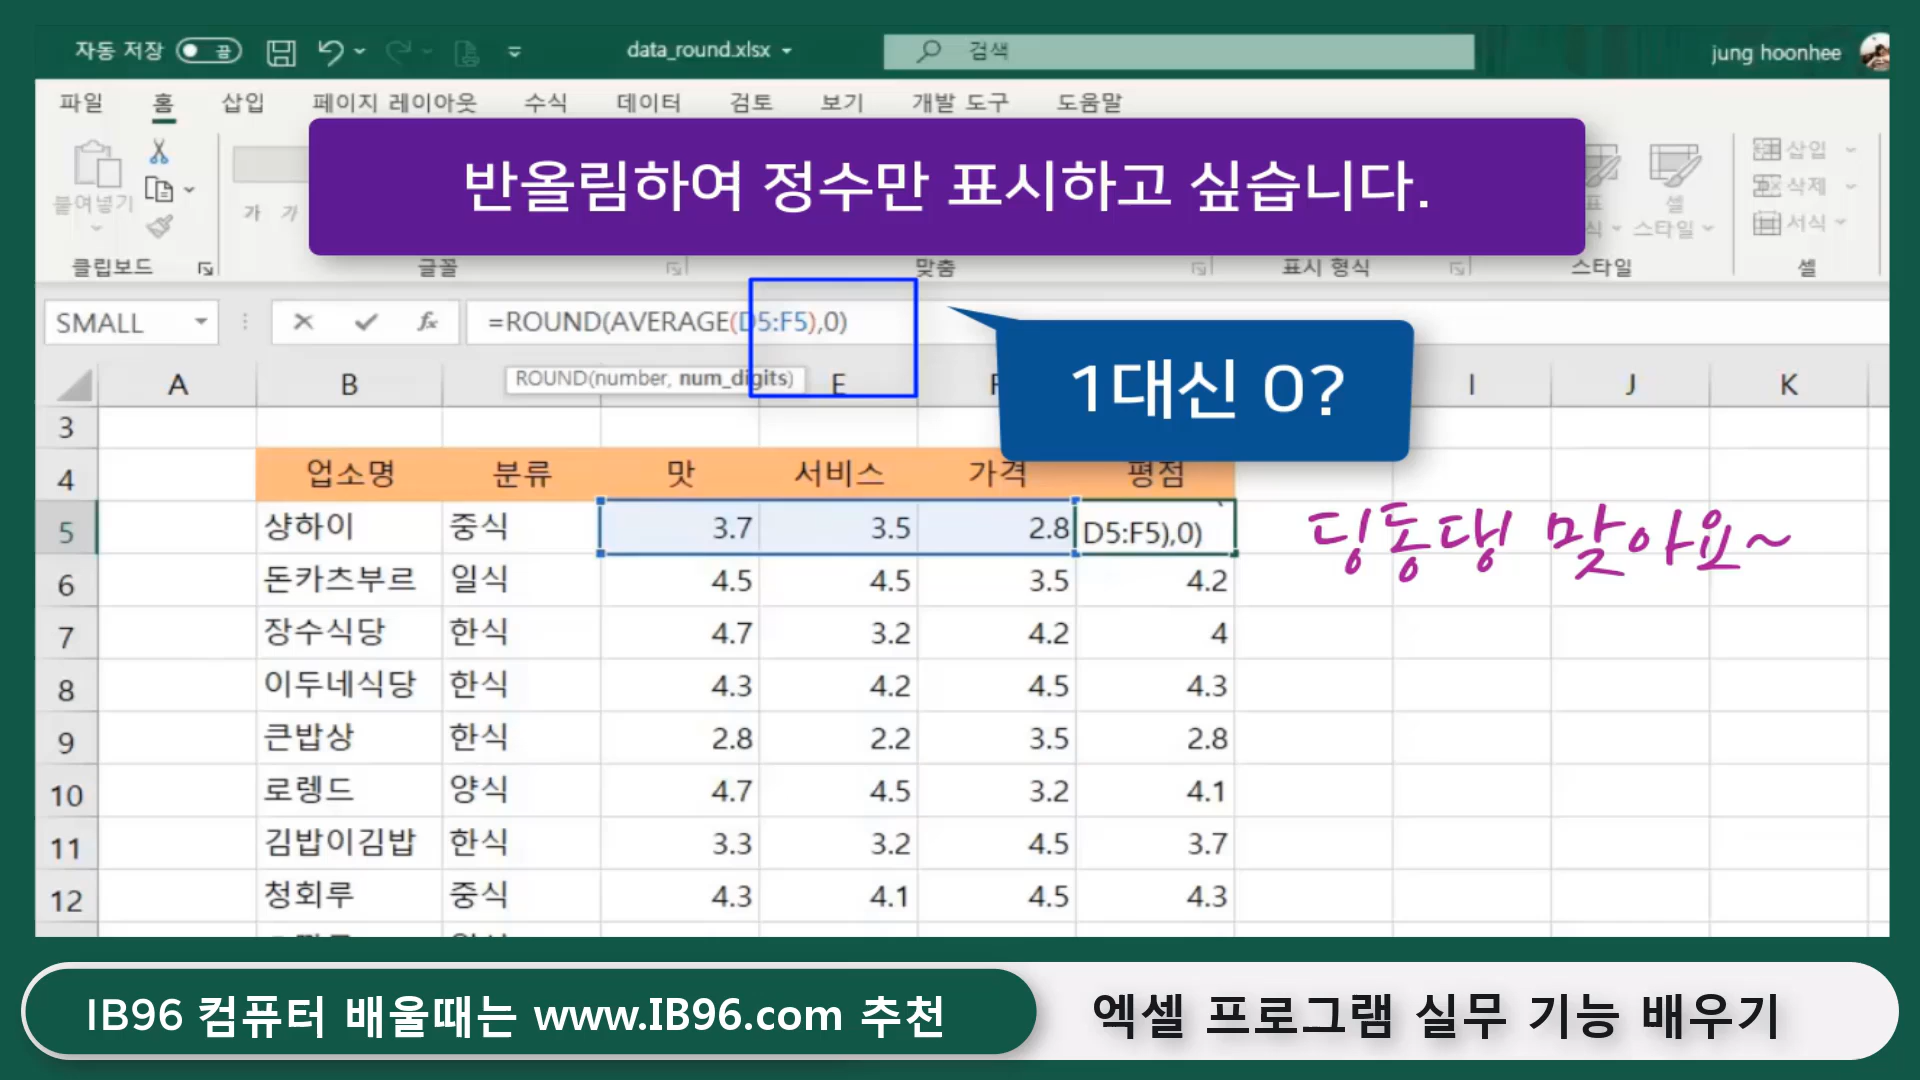 자동 저장 끔 data_round.xlsx 검색 jung hoonhee
파일 홈 삽입 페이지 레이아웃 수식 데이터 검토 보기 개발 도구 도움말
반올림하여 정수만 표시하고 싶습니다.
붙여넣기 가 가 셀 스타일 삽입
삭제
서식
클립보드 글꼴 맞춤 표시 형식 스타일 셀
SMALL fx =ROUND(AVERAGE(D5:F5),0)
ROUND(number, num_digits)
1대신 0?
A B E F I J K
3
4 업소명 분류 맛 서비스 가격 평점
5 샹하이 중식 3.7 3.5 2.8 D5:F5),0)
딩동댕 맞아요~
6 돈카츠부르 일식 4.5 4.5 3.5 4.2
7 장수식당 한식 4.7 3.2 4.2 4
8 이두네식당 한식 4.3 4.2 4.5 4.3
9 큰밥상 한식 2.8 2.2 3.5 2.8
10 로렝드 양식 4.7 4.5 3.2 4.1
11 김밥이김밥 한식 3.3 3.2 4.5 3.7
12 청회루 중식 4.3 4.1 4.5 4.3
IB96 컴퓨터 배울때는 www.IB96.com 추천
엑셀 프로그램 실무 기능 배우기